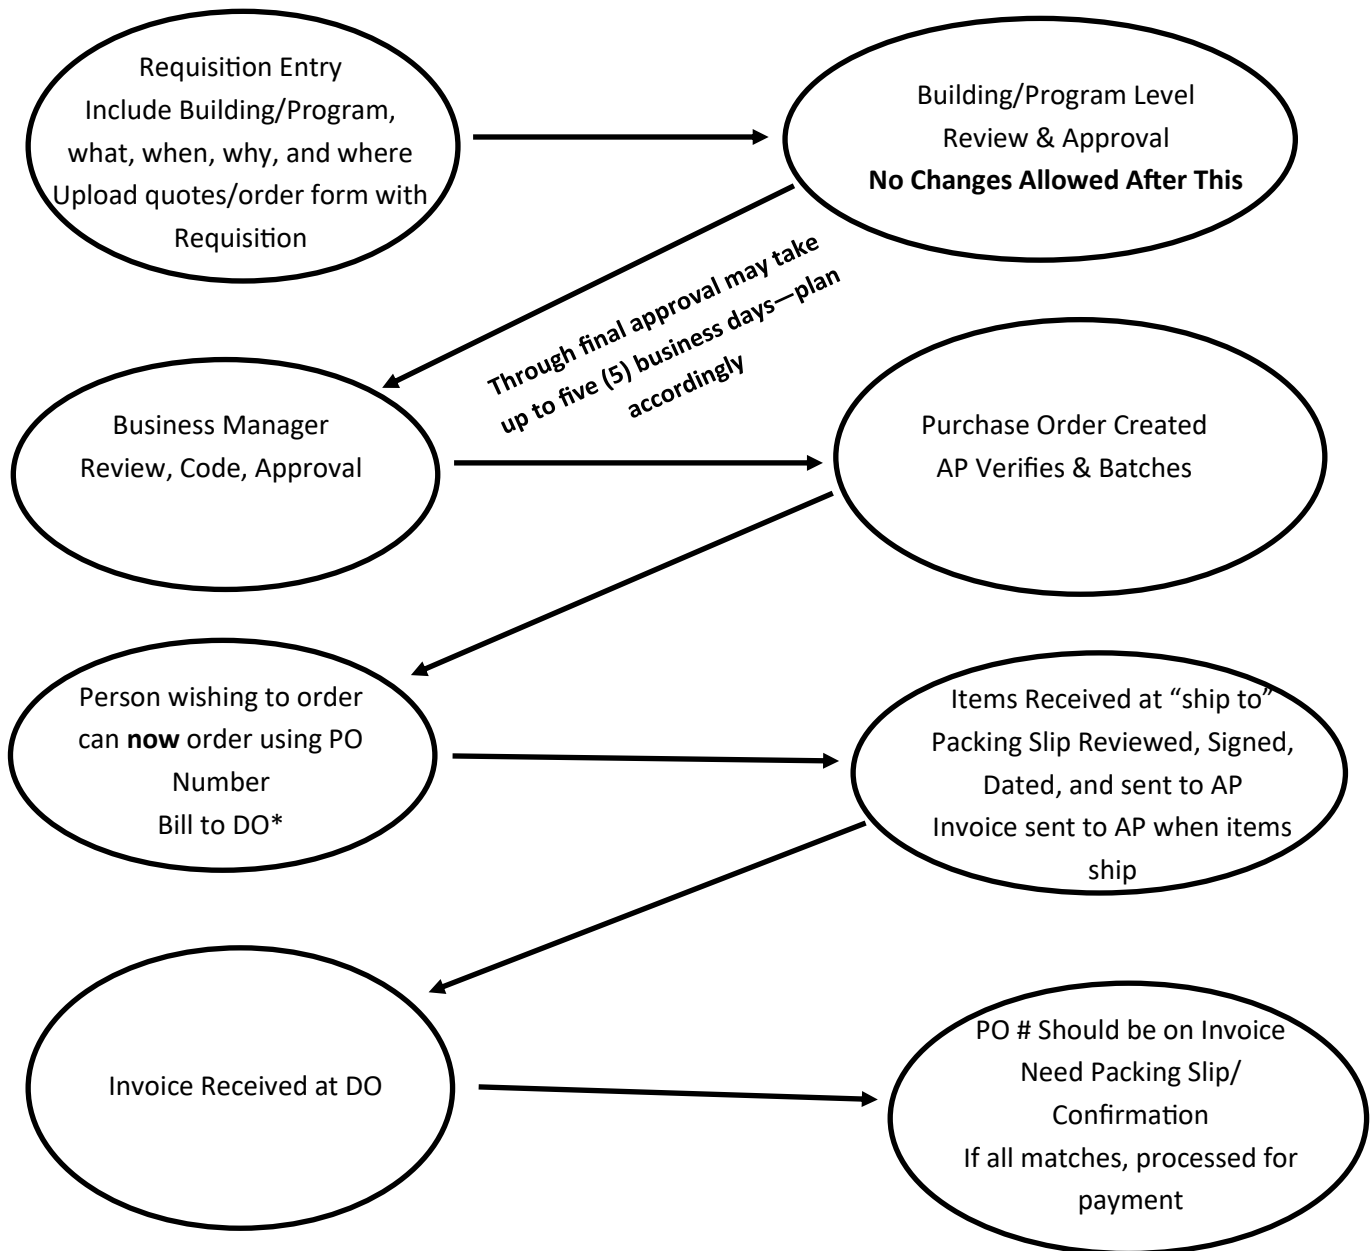 Requisition Entry
Include Building/Program,
what, when, why, and where
Upload quotes/order form with
Requisition
Building/Program Level
Review & Approval
No Changes Allowed After This
Through final approval may take
up to five (5) business days—plan
accordingly
Business Manager
Review, Code, Approval
Purchase Order Created
AP Verifies & Batches
Person wishing to order
can now order using PO
Number
Bill to DO*
Items Received at “ship to”
Packing Slip Reviewed, Signed,
Dated, and sent to AP
Invoice sent to AP when items
ship
Invoice Received at DO
PO # Should be on Invoice
Need Packing Slip/
Confirmation
If all matches, processed for
payment